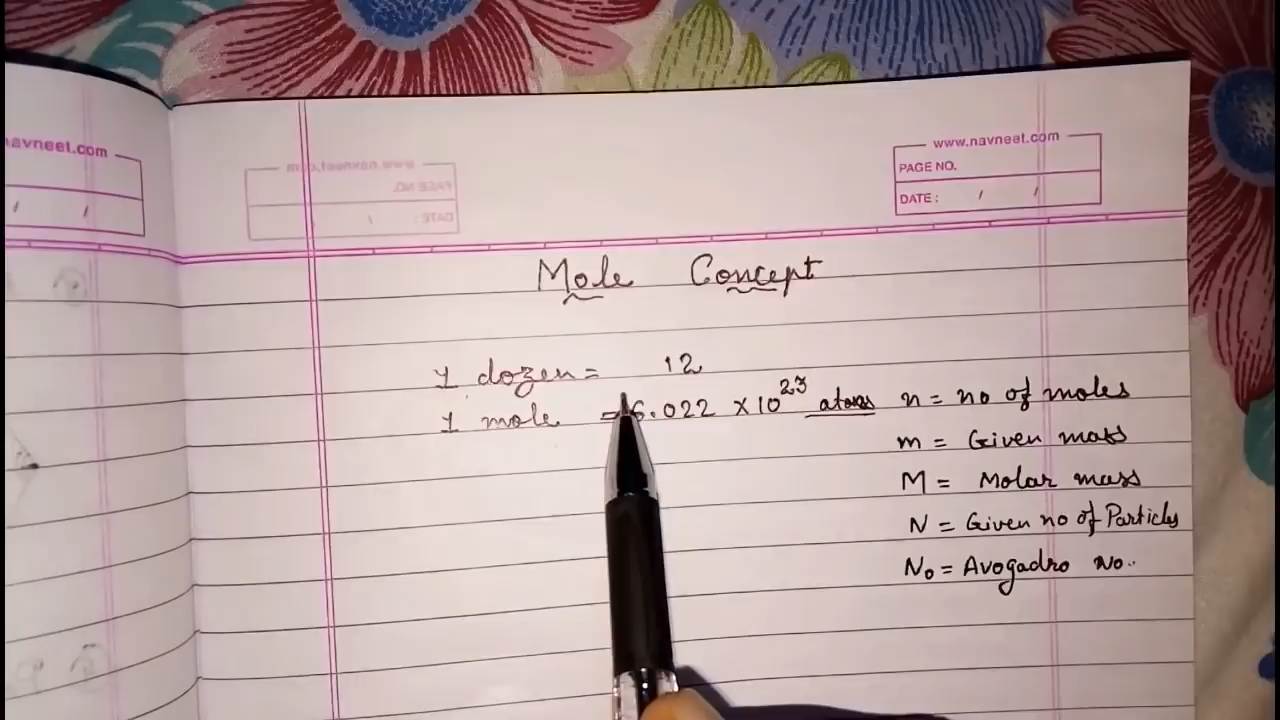 navneet.com
www.navneet.com
PAGE NO.
DATE : / /
Mole Concept
1 dozen = 12
1 mole = 6.022 × 10²³ atoms
n = no of moles
m = Given mass
M = Molar mass
N = Given no of Particles
N₀ = Avogadro No.